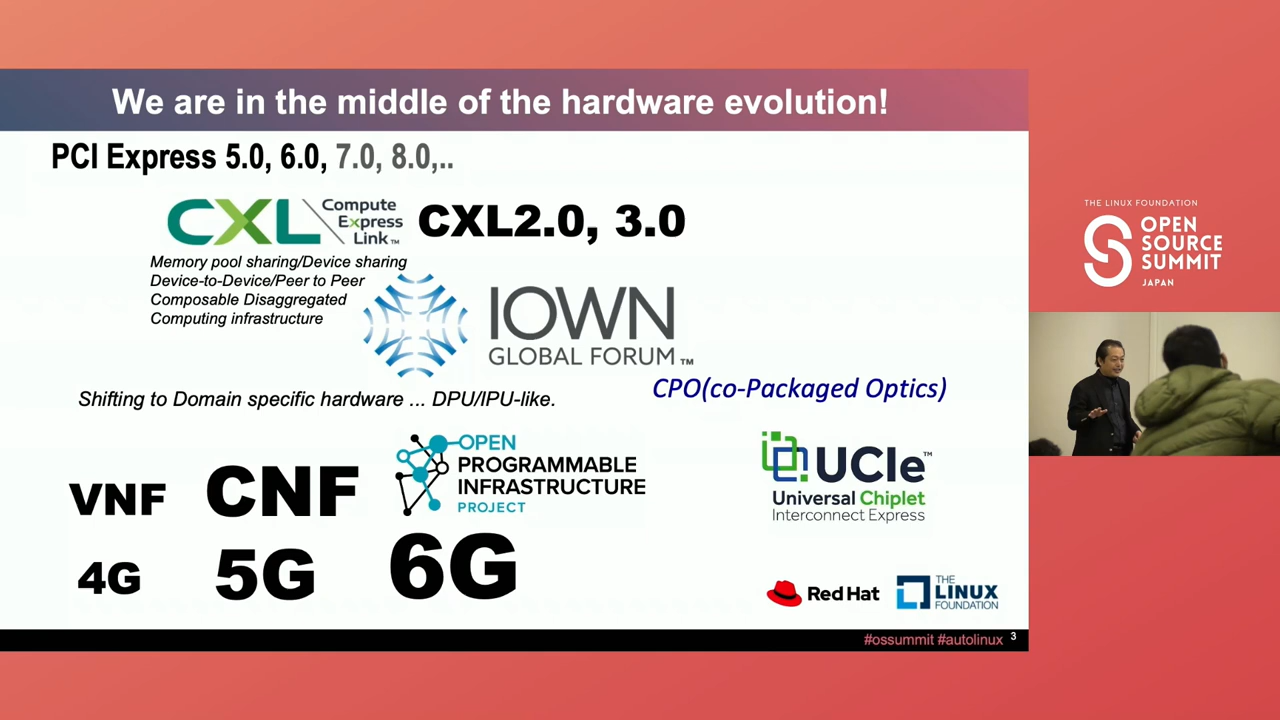 We are in the middle of the hardware evolution!
PCI Express 5.0, 6.0, 7.0, 8.0,..
CXL
Compute
Express
Link™
CXL2.0, 3.0
Memory pool sharing/Device sharing
Device-to-Device/Peer to Peer
Composable Disaggregated
Computing infrastructure
IOWN
GLOBAL FORUM™
Shifting to Domain specific hardware ... DPU/IPU-like.
CPO(co-Packaged Optics)
VNF CNF
OPEN
PROGRAMMABLE
INFRASTRUCTURE
PROJECT
UCIe™
Universal Chiplet
Interconnect Express
4G 5G 6G
Red Hat
THE
LINUX
FOUNDATION
#ossummit #autolinux 3
THE LINUX FOUNDATION
OPEN
SOURCE
SUMMIT
JAPAN